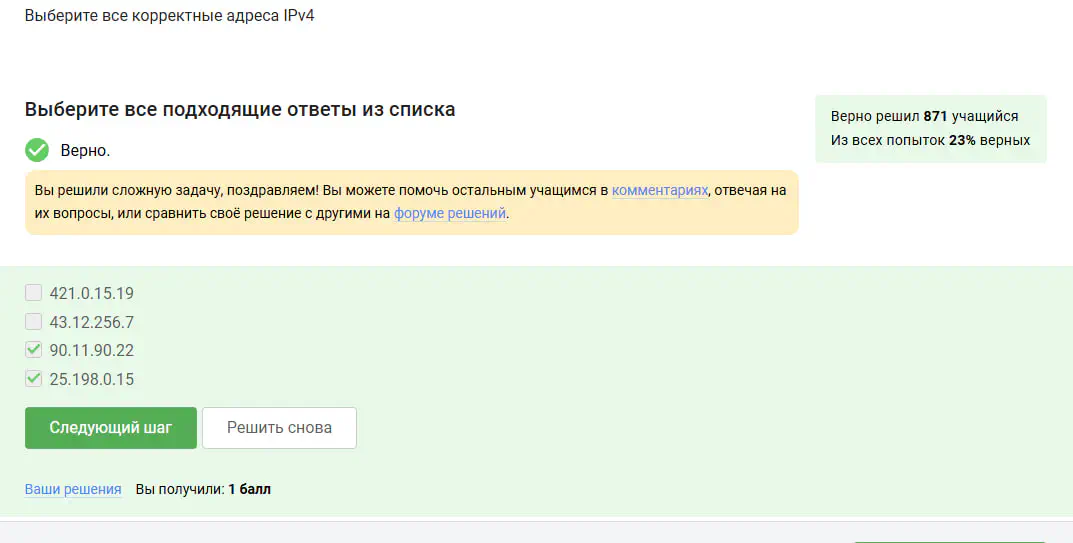 Выберите все корректные адреса IPv4
Выберите все подходящие ответы из списка
Верно решил 871 учащийся
Из всех попыток 23% верных
Верно.
Вы решили сложную задачу, поздравляем! Вы можете помочь остальным учащимся в комментариях, отвечая на
их вопросы, или сравнить своё решение с другими на форуме решений.
421.0.15.19
43.12.256.7
90.11.90.22
25.198.0.15
Следующий шаг Решить снова
Ваши решения Вы получили: 1 балл